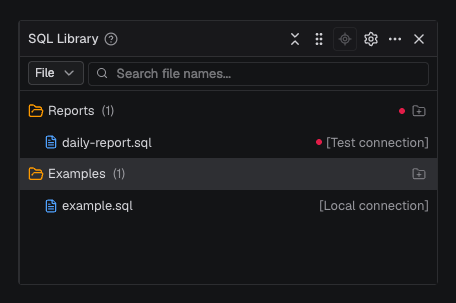 SQL Library
File Search file names...
Reports (1)
daily-report.sql [Test connection]
Examples (1)
example.sql [Local connection]